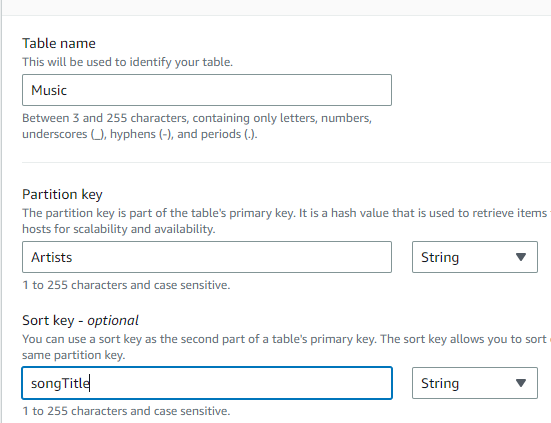 Table name
This will be used to identify your table.
Music
Between 3 and 255 characters, containing only letters, numbers,
underscores (_), hyphens (-), and periods (.).
Partition key
The partition key is part of the table's primary key. It is a hash value that is used to retrieve items
hosts for scalability and availability.
Artists
String
1 to 255 characters and case sensitive.
Sort key - optional
You can use a sort key as the second part of a table's primary key. The sort key allows you to sort
same partition key.
songTitle
String
1 to 255 characters and case sensitive.